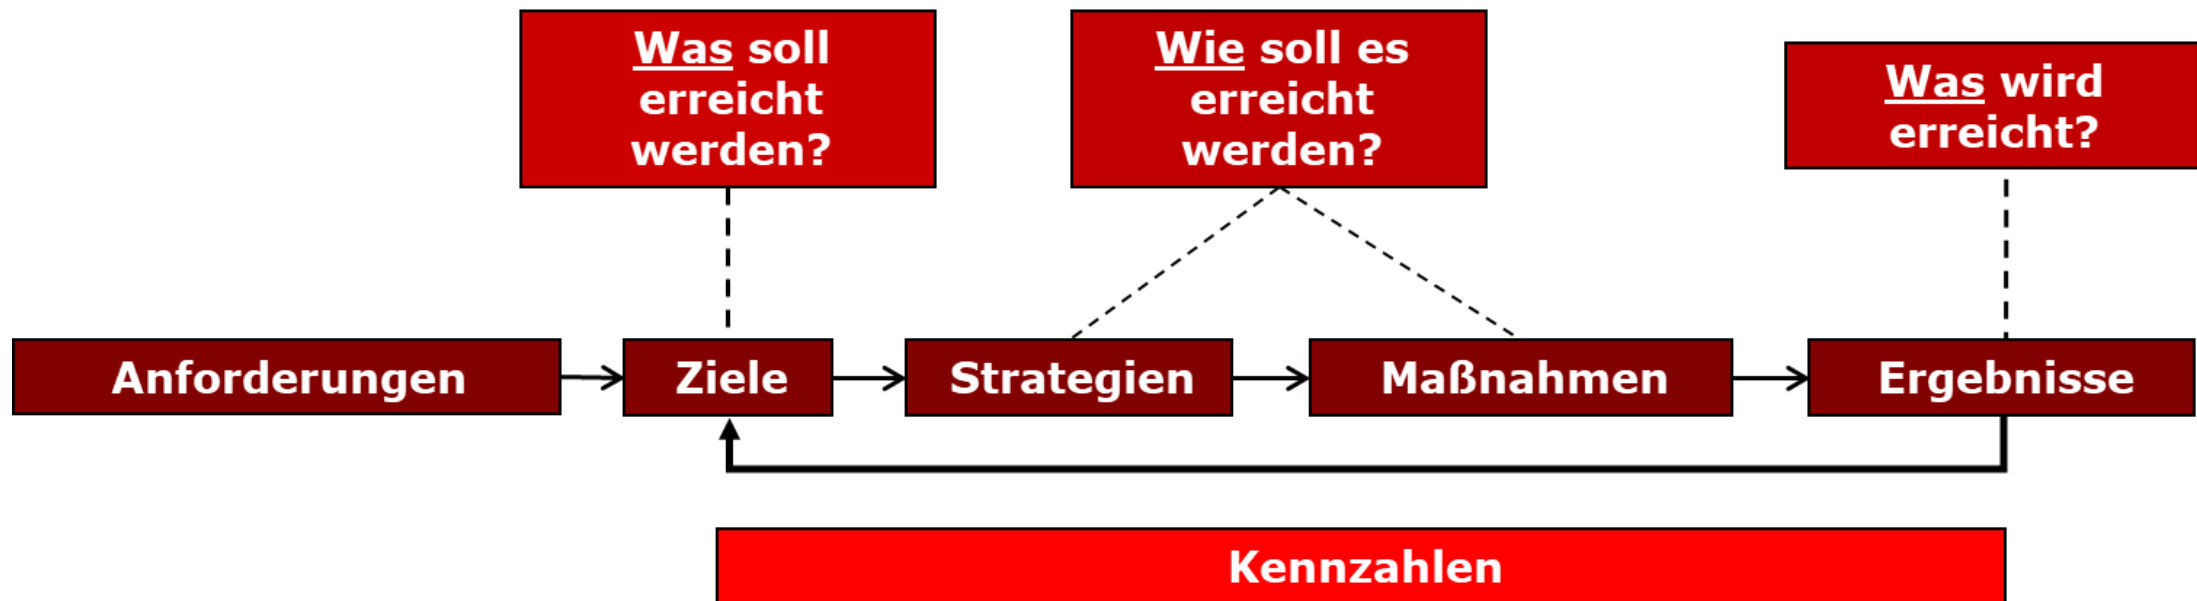 Was soll
erreicht
werden?
Wie soll es
erreicht
werden?
Was wird
erreicht?
Anforderungen
Ziele
Strategien
Maßnahmen
Ergebnisse
Kennzahlen